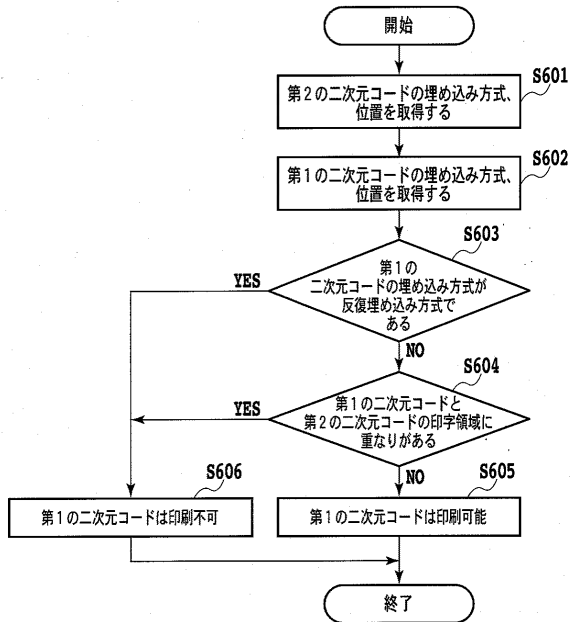 開始
S601
第2の二次元コードの埋め込み方式、
位置を取得する
S602
第1の二次元コードの埋め込み方式、
位置を取得する
S603
第1の
二次元コードの埋め込み方式が
反復埋め込み方式で
ある
YES
NO
S604
第1の二次元コードと
第2の二次元コードの印字領域に
重なりがある
YES
NO
S606
第1の二次元コードは印刷不可
S605
第1の二次元コードは印刷可能
終了